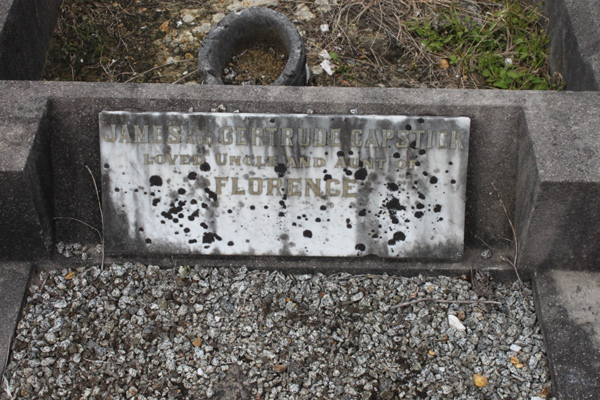 JAMES & GERTRUDE CAPSTICK
LOVED UNCLE AND AUNT OF
FLORENCE